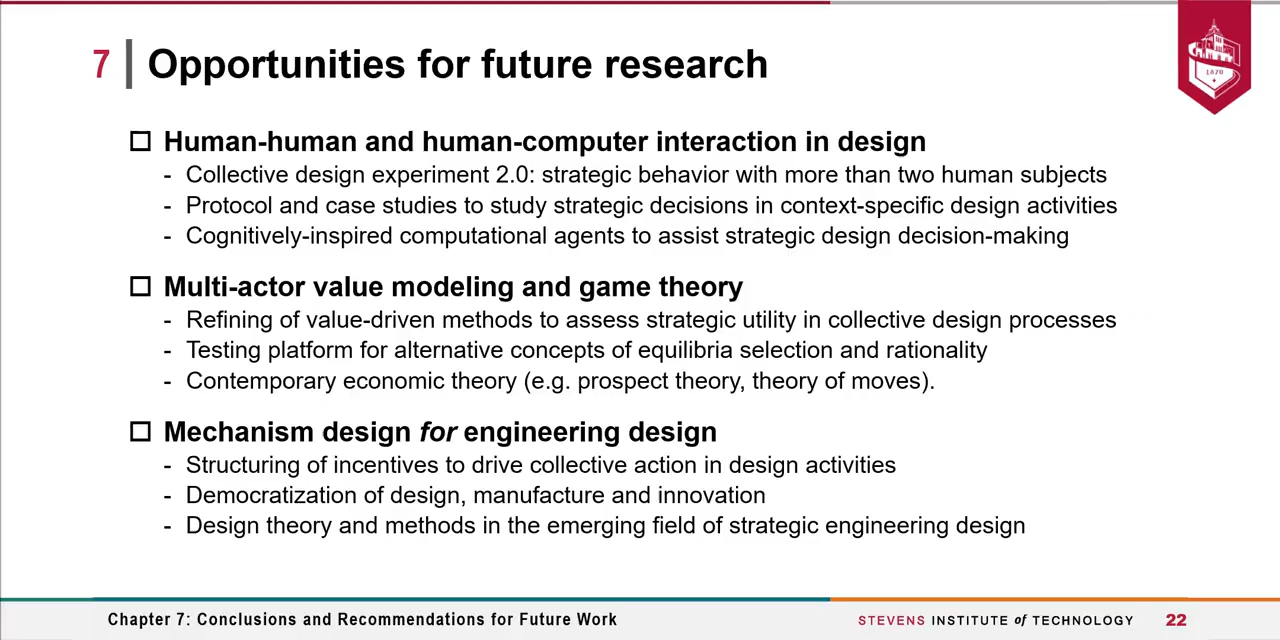 7 | Opportunities for future research
1870
Human-human and human-computer interaction in design
- Collective design experiment 2.0: strategic behavior with more than two human subjects
- Protocol and case studies to study strategic decisions in context-specific design activities
- Cognitively-inspired computational agents to assist strategic design decision-making
Multi-actor value modeling and game theory
- Refining of value-driven methods to assess strategic utility in collective design processes
- Testing platform for alternative concepts of equilibria selection and rationality
- Contemporary economic theory (e.g. prospect theory, theory of moves).
Mechanism design for engineering design
- Structuring of incentives to drive collective action in design activities
- Democratization of design, manufacture and innovation
- Design theory and methods in the emerging field of strategic engineering design
Chapter 7: Conclusions and Recommendations for Future Work
STEVENS INSTITUTE of TECHNOLOGY 22